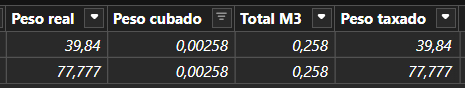 Peso real Peso cubado Total M3 Peso taxado
39,84 0,00258 0,258 39,84
77,777 0,00258 0,258 77,777